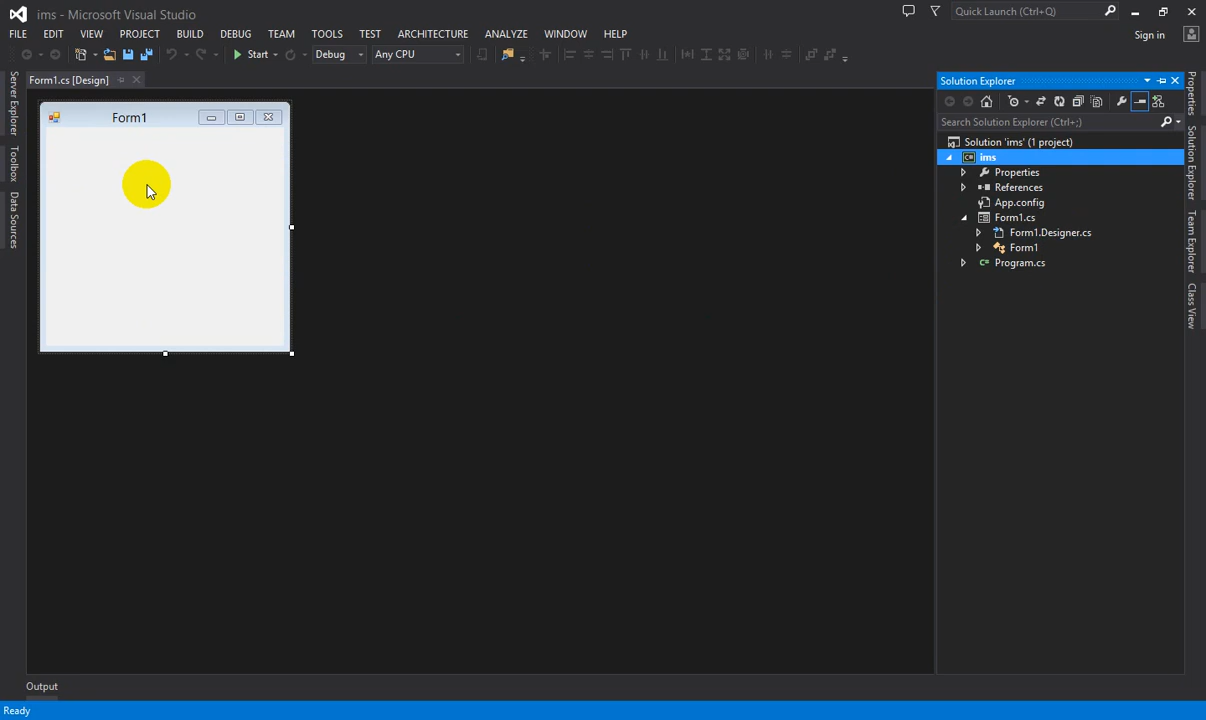 ims - Microsoft Visual Studio
Quick Launch (Ctrl+Q)
FILE EDIT VIEW PROJECT BUILD DEBUG TEAM TOOLS TEST ARCHITECTURE ANALYZE WINDOW HELP
Sign in
Start Debug Any CPU
Form1.cs [Design]
Server Explorer
Toolbox
Data Sources
Form1
Solution Explorer
Search Solution Explorer (Ctrl+;)
Solution 'ims' (1 project)
C# ims
Properties
References
App.config
Form1.cs
Form1.Designer.cs
Form1
C# Program.cs
Properties
Solution Explorer
Team Explorer
Class View
Output
Ready